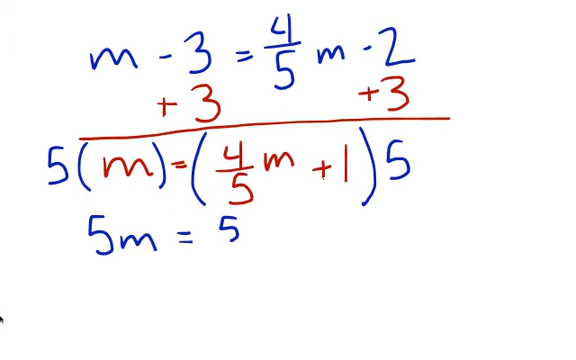 m - 3 = 4/5 m - 2
+ 3 +3
5(m) = (4/5 m + 1)5
5m = 5